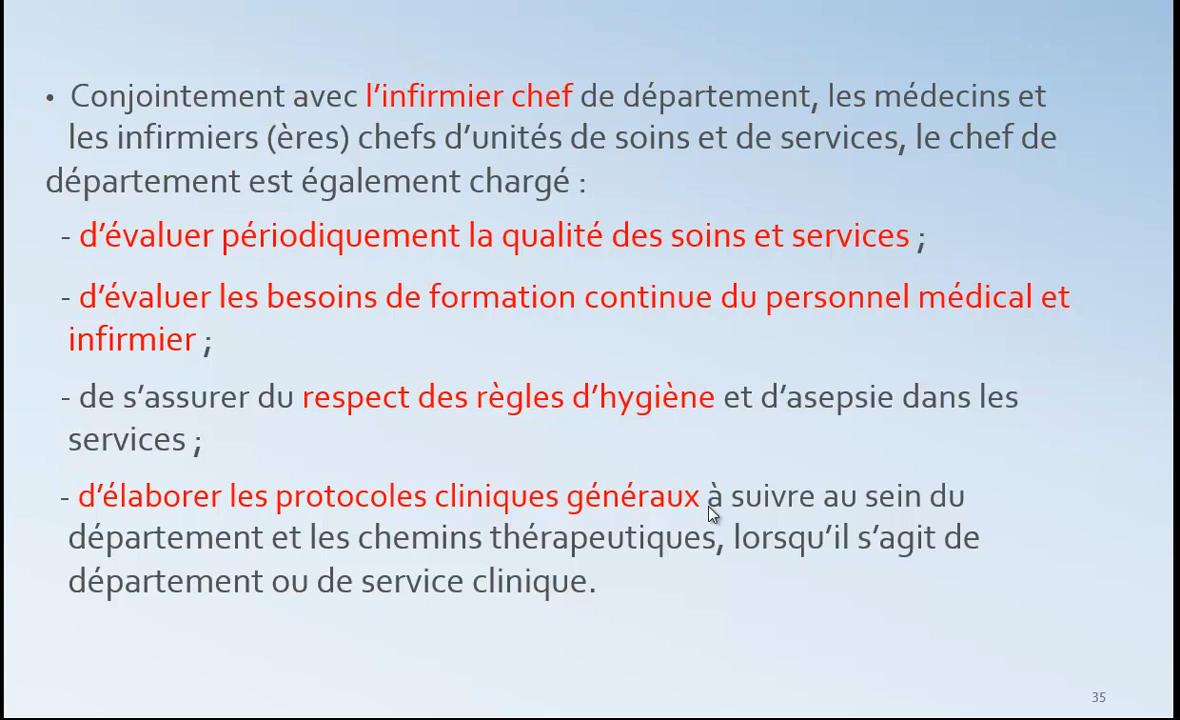 • Conjointement avec l’infirmier chef de département, les médecins et
les infirmiers (ères) chefs d’unités de soins et de services, le chef de
département est également chargé :
- d’évaluer périodiquement la qualité des soins et services ;
- d’évaluer les besoins de formation continue du personnel médical et
infirmier ;
- de s’assurer du respect des règles d’hygiène et d’asepsie dans les
services ;
- d’élaborer les protocoles cliniques généraux à suivre au sein du
département et les chemins thérapeutiques, lorsqu’il s’agit de
département ou de service clinique.
35